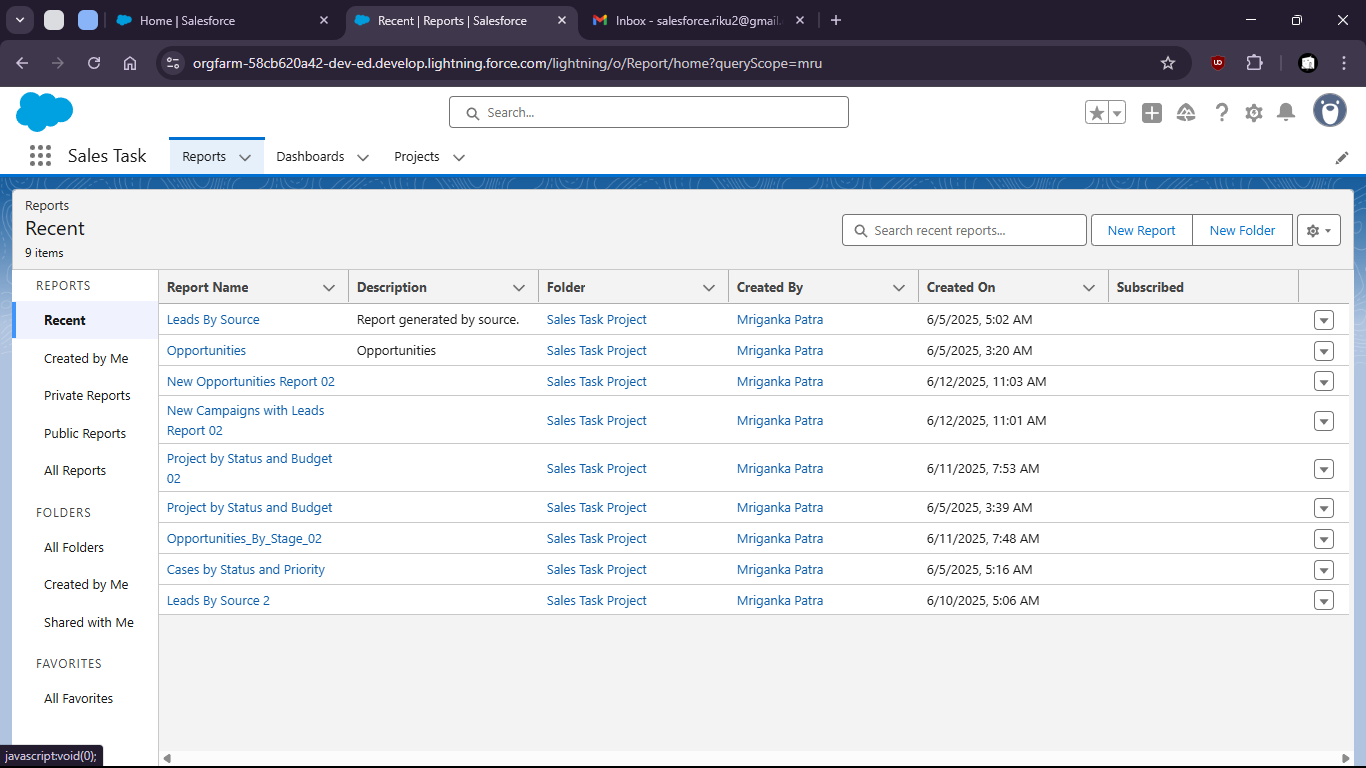 Home | Salesforce
Recent | Reports | Salesforce
Inbox - salesforce.riku2@gmail.
orgfarm-58cb620a42-dev-ed.develop.lightning.force.com/lightning/o/Report/home?queryScope=mru
Search...
Sales Task
Reports
Dashboards
Projects
Reports
Recent
9 items
Search recent reports...
New Report
New Folder
REPORTS
Recent
Created by Me
Private Reports
Public Reports
All Reports
FOLDERS
All Folders
Created by Me
Shared with Me
FAVORITES
All Favorites
Report Name Description Folder Created By Created On Subscribed
Leads By Source Report generated by source. Sales Task Project Mriganka Patra 6/5/2025, 5:02 AM
Opportunities Opportunities Sales Task Project Mriganka Patra 6/5/2025, 3:20 AM
New Opportunities Report 02 Sales Task Project Mriganka Patra 6/12/2025, 11:03 AM
New Campaigns with Leads
Report 02 Sales Task Project Mriganka Patra 6/12/2025, 11:01 AM
Project by Status and Budget
02 Sales Task Project Mriganka Patra 6/11/2025, 7:53 AM
Project by Status and Budget Sales Task Project Mriganka Patra 6/5/2025, 3:39 AM
Opportunities_By_Stage_02 Sales Task Project Mriganka Patra 6/11/2025, 7:48 AM
Cases by Status and Priority Sales Task Project Mriganka Patra 6/5/2025, 5:16 AM
Leads By Source 2 Sales Task Project Mriganka Patra 6/10/2025, 5:06 AM
javascript:void(0);